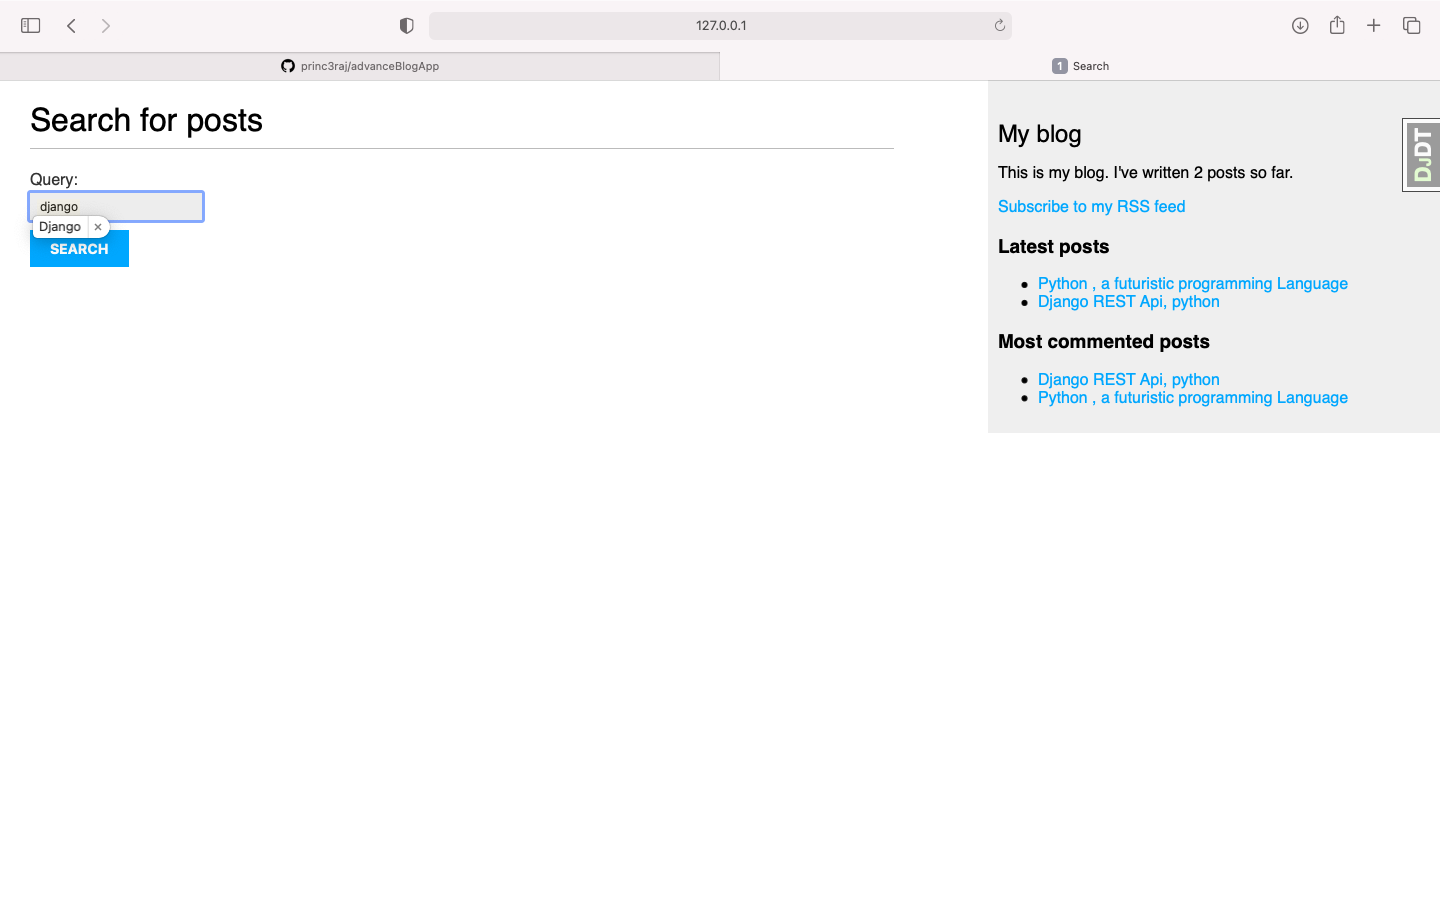 127.0.0.1
princ3raj/advanceBlogApp
1 Search
Search for posts
Query:
django
Django ×
SEARCH
My blog
This is my blog. I've written 2 posts so far.
Subscribe to my RSS feed
Latest posts
Python , a futuristic programming Language
Django REST Api, python
Most commented posts
Django REST Api, python
Python , a futuristic programming Language
DJDT